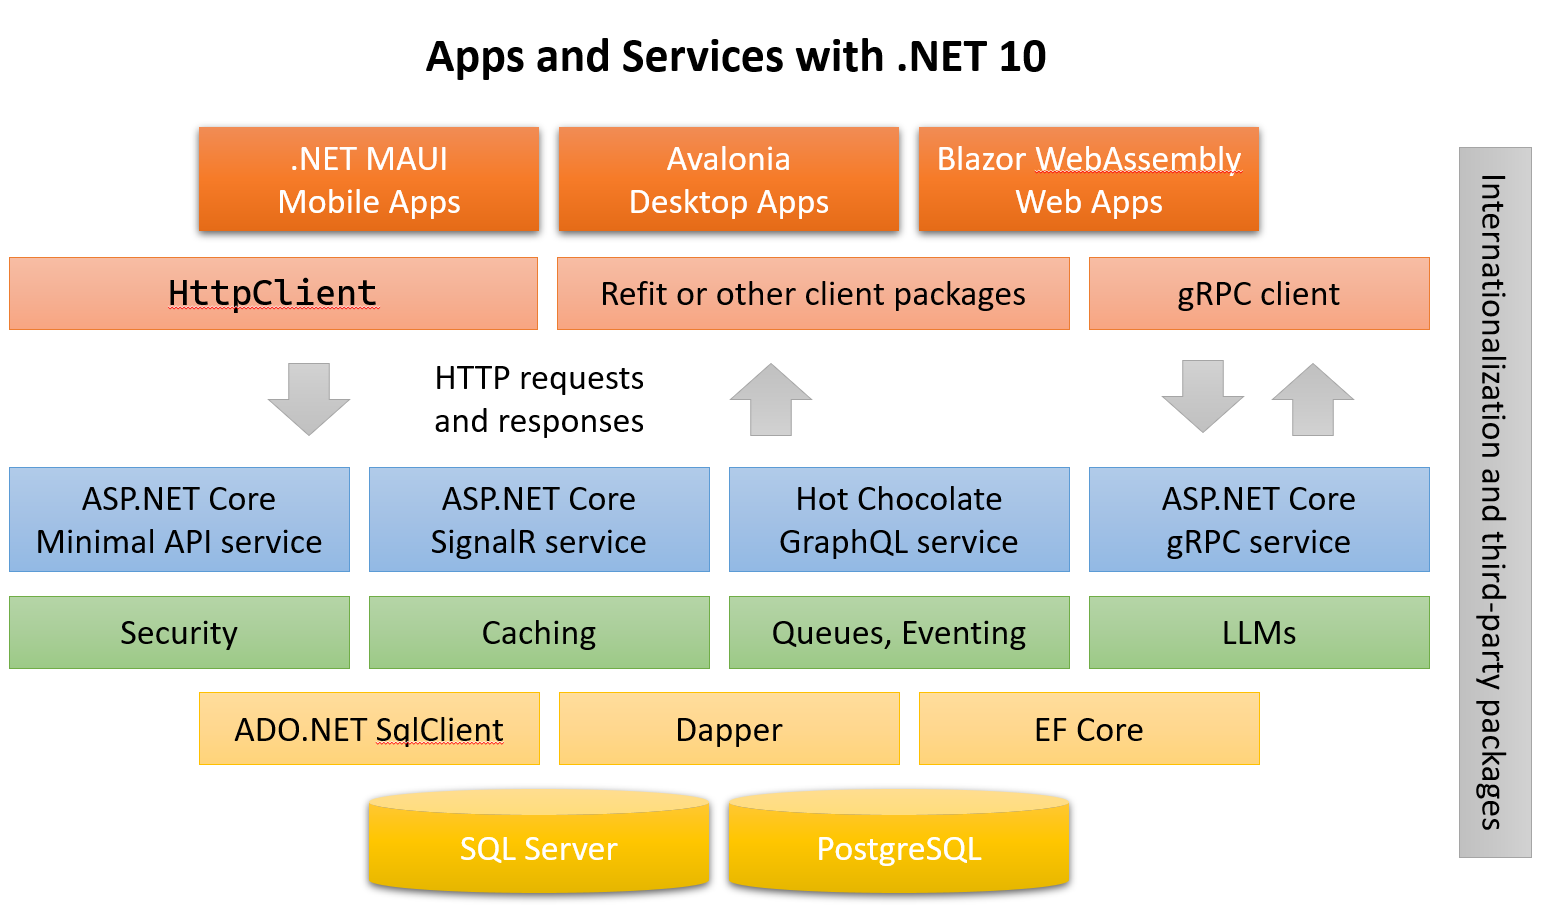 Apps and Services with .NET 10
.NET MAUI
Mobile Apps
Avalonia
Desktop Apps
Blazor WebAssembly
Web Apps
HttpClient
Refit or other client packages
gRPC client
HTTP requests
and responses
ASP.NET Core
Minimal API service
ASP.NET Core
SignalR service
Hot Chocolate
GraphQL service
ASP.NET Core
gRPC service
Security
Caching
Queues, Eventing
LLMs
ADO.NET SqlClient
Dapper
EF Core
SQL Server
PostgreSQL
Internationalization and third-party packages